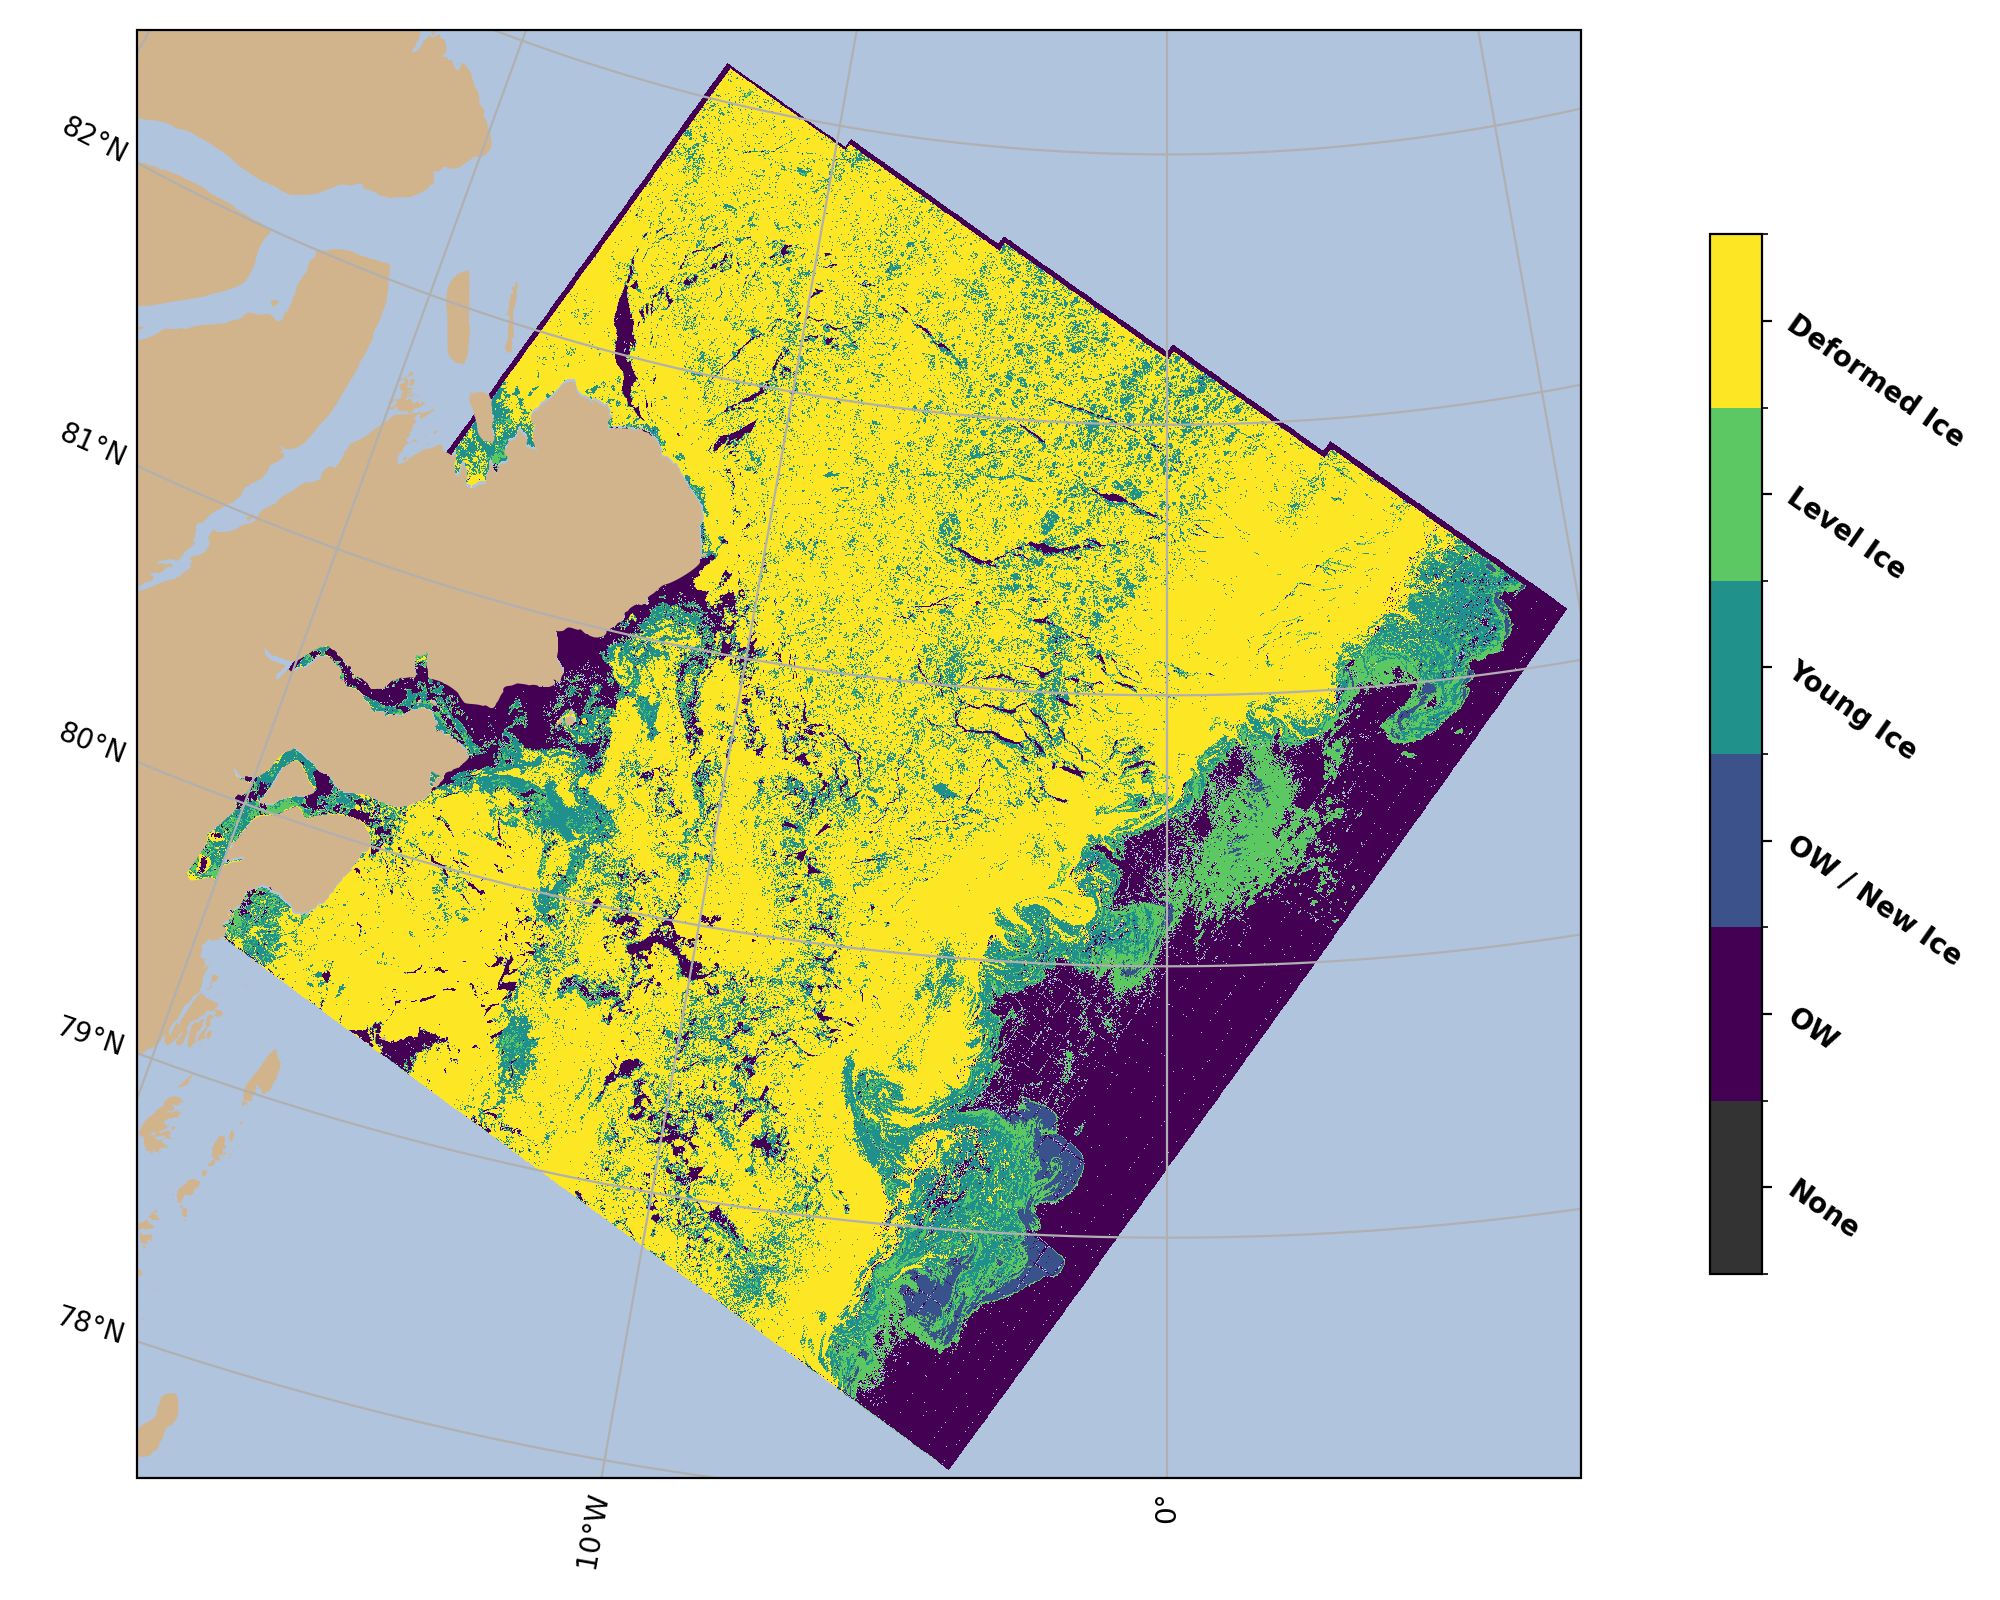 82°N
81°N
80°N
79°N
78°N
10°W
0°
Deformed Ice
Level Ice
Young Ice
OW / New Ice
OW
None